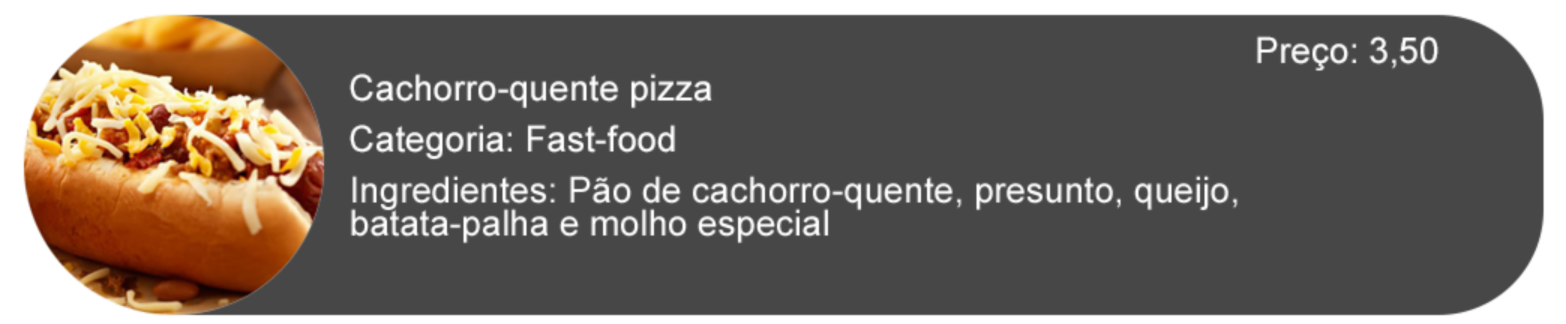 Preço: 3,50
Cachorro-quente pizza
Categoria: Fast-food
Ingredientes: Pão de cachorro-quente, presunto, queijo,
batata-palha e molho especial